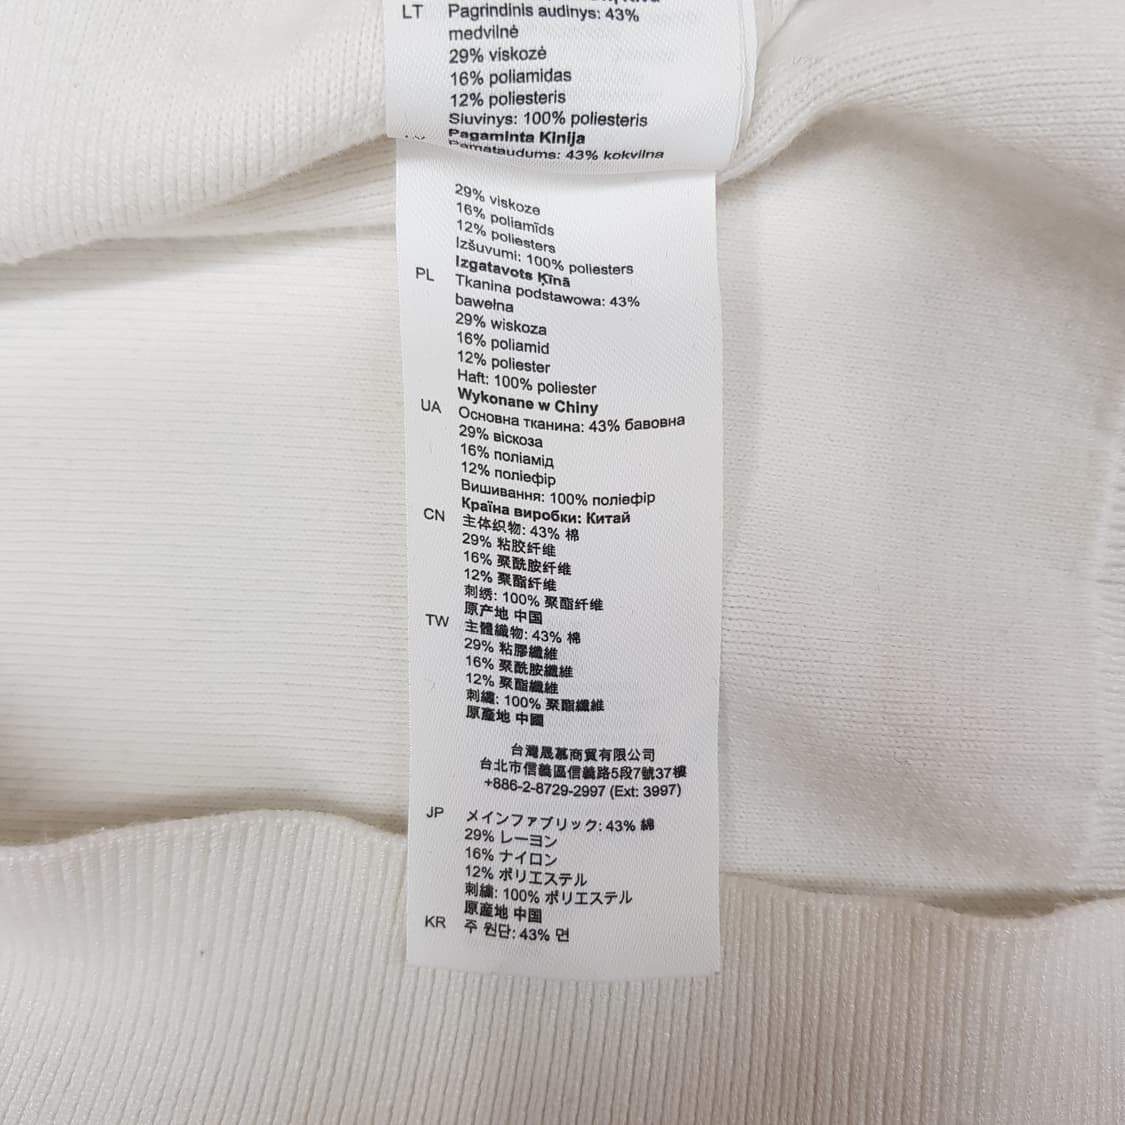 LT Pagrindinis audinys: 43%
medvilnė
29% viskozė
16% poliamidas
12% poliesteris
Siuvinys: 100% poliesteris
Pagaminta Kinija
Pamataudums: 43% kokvilna
29% viskoze
16% poliamīds
12% poliesters
Izšuvumi: 100% poliesters
Izgatavots Ķīnā
PL Tkanina podstawowa: 43%
bawełna
29% wiskoza
16% poliamid
12% poliester
Haft: 100% poliester
Wykonane w Chiny
UA Основна тканина: 43% бавовна
29% віскоза
16% поліамід
12% поліефір
Вишивання: 100% поліефір
Країна виробки: Китай
CN 主体织物: 43% 棉
29% 粘胶纤维
16% 聚酰胺纤维
12% 聚酯纤维
刺绣: 100% 聚酯纤维
原产地 中国
TW 主體織物: 43% 棉
29% 粘膠纖維
16% 聚酰胺纖維
12% 聚酯纖維
刺繡: 100% 聚酯纖維
原產地 中國
台灣晟慕商貿有限公司
台北市信義區信義路5段7號37樓
+886-2-8729-2997 (Ext: 3997)
JP メインファブリック: 43% 綿
29% レーヨン
16% ナイロン
12% ポリエステル
刺繍: 100% ポリエステル
原産地 中国
KR 주 원단: 43% 면